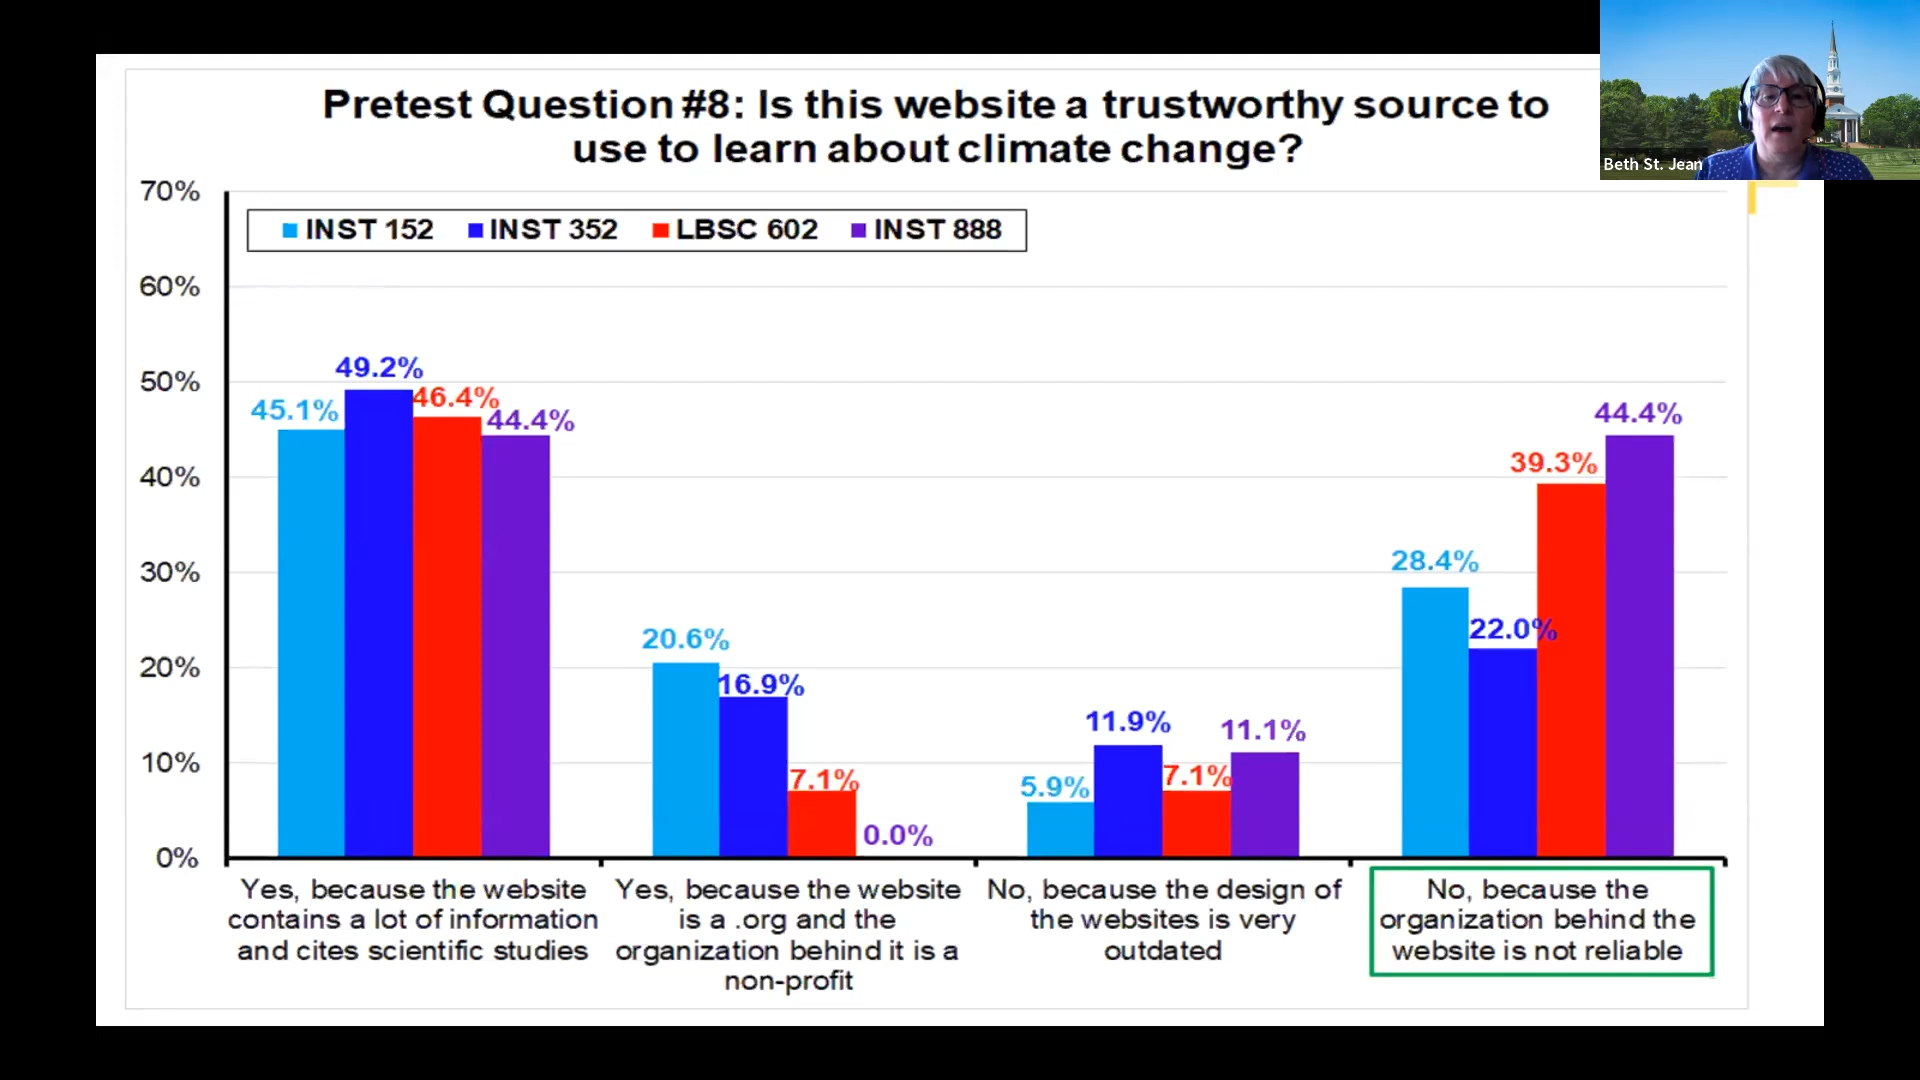 Pretest Question #8: Is this website a trustworthy source to
use to learn about climate change?
Beth St. Jean
70%
60%
50%
40%
30%
20%
10%
0%
INST 152 INST 352 LBSC 602 INST 888
45.1%
49.2%
46.4%
44.4%
20.6%
16.9%
7.1%
0.0%
5.9%
11.9%
7.1%
11.1%
28.4%
22.0%
39.3%
44.4%
Yes, because the website
contains a lot of information
and cites scientific studies
Yes, because the website
is a .org and the
organization behind it is a
non-profit
No, because the design of
the websites is very
outdated
No, because the
organization behind the
website is not reliable